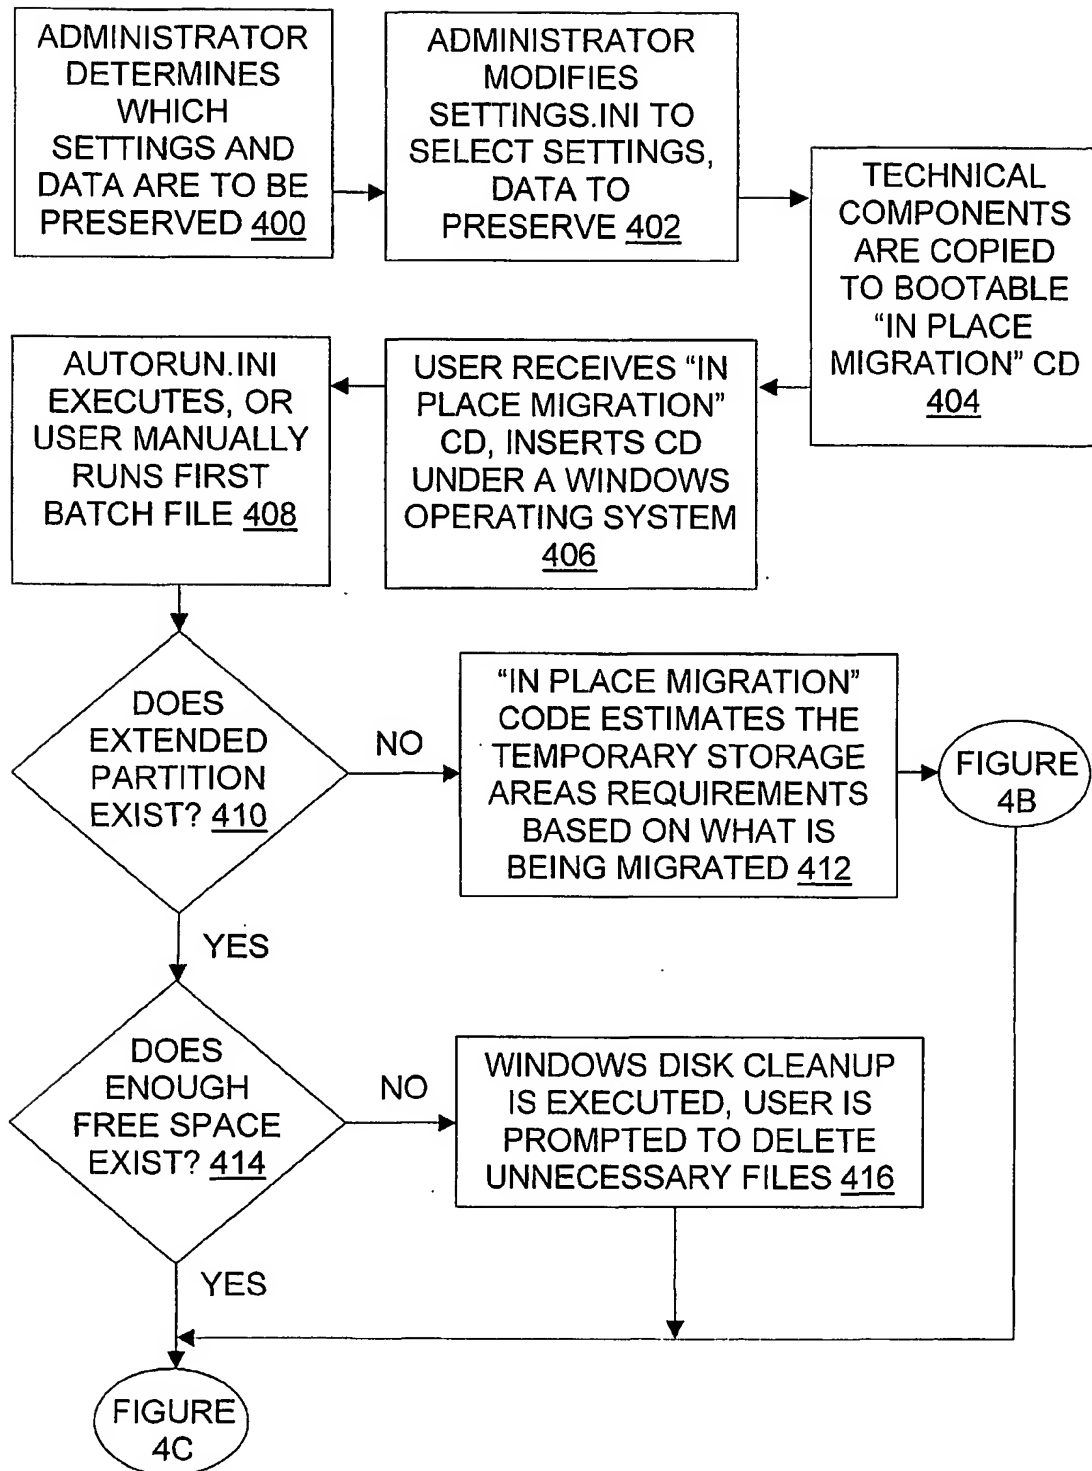 ADMINISTRATOR
DETERMINES
WHICH
SETTINGS AND
DATA ARE TO BE
PRESERVED 400
ADMINISTRATOR
MODIFIES
SETTINGS.INI TO
SELECT SETTINGS,
DATA TO
PRESERVE 402
TECHNICAL
COMPONENTS
ARE COPIED
TO BOOTABLE
“IN PLACE
MIGRATION” CD
404
USER RECEIVES “IN
PLACE MIGRATION”
CD, INSERTS CD
UNDER A WINDOWS
OPERATING SYSTEM
406
AUTORUN.INI
EXECUTES, OR
USER MANUALLY
RUNS FIRST
BATCH FILE 408
DOES
EXTENDED
PARTITION
EXIST? 410
NO
“IN PLACE MIGRATION”
CODE ESTIMATES THE
TEMPORARY STORAGE
AREAS REQUIREMENTS
BASED ON WHAT IS
BEING MIGRATED 412
FIGURE
4B
YES
DOES
ENOUGH
FREE SPACE
EXIST? 414
NO
WINDOWS DISK CLEANUP
IS EXECUTED, USER IS
PROMPTED TO DELETE
UNNECESSARY FILES 416
YES
FIGURE
4C